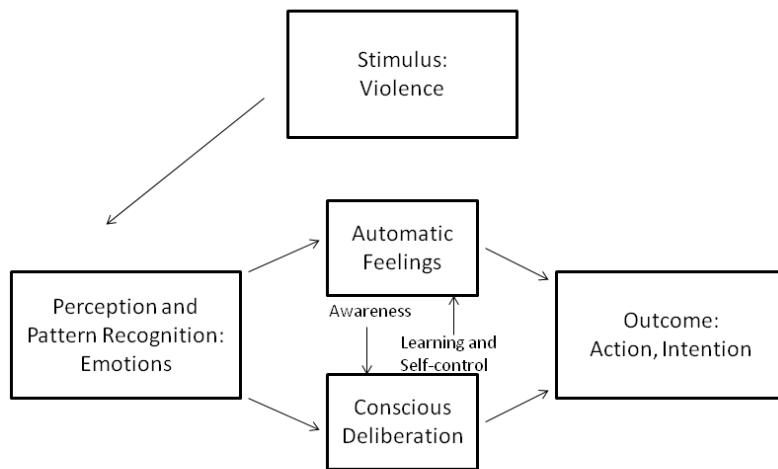 Stimulus:
Violence
Automatic
Feelings
Perception and
Pattern Recognition:
Emotions
Awareness
Learning and
Self-control
Outcome:
Action, Intention
Conscious
Deliberation